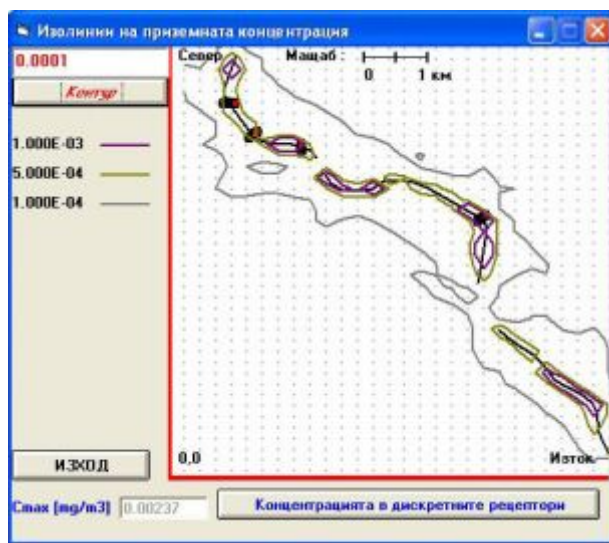 Изолинии на приземната концентрация
0.0001
Контур
1.000E-03
5.000E-04
1.000E-04
Север
Мащаб :
0 1 км
0,0
Изток
ИЗХОД
Cmax [mg/m3] 0.00237
Концентрацията в дискретните рецептори